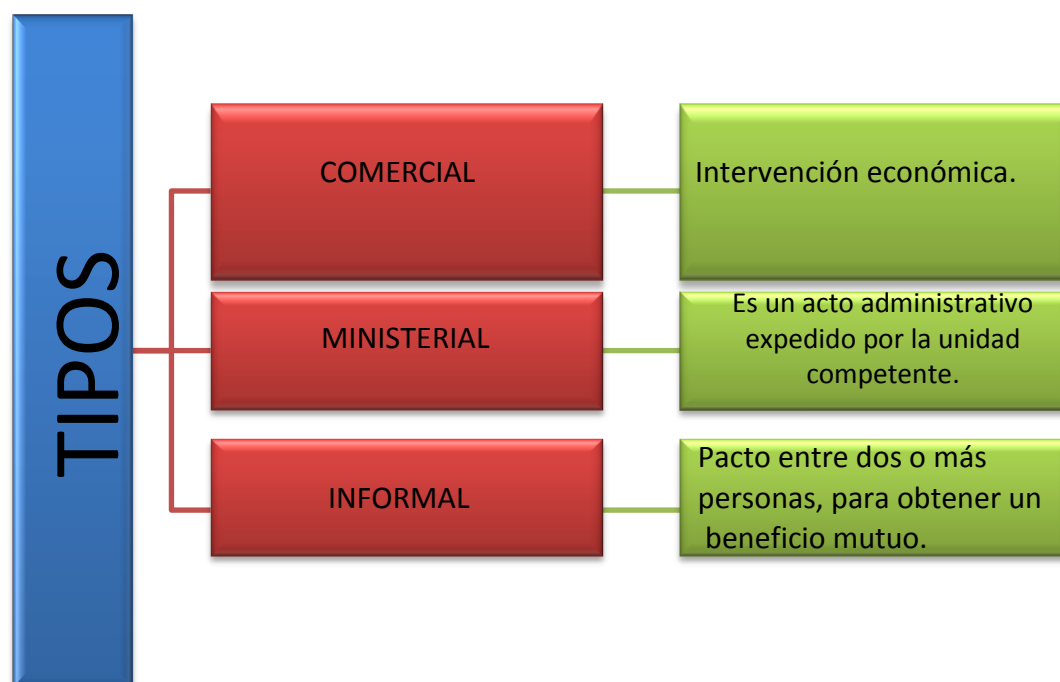 TIPOS
COMERCIAL
Intervención económica.
MINISTERIAL
Es un acto administrativo
expedido por la unidad
competente.
INFORMAL
Pacto entre dos o más
personas, para obtener un
beneficio mutuo.